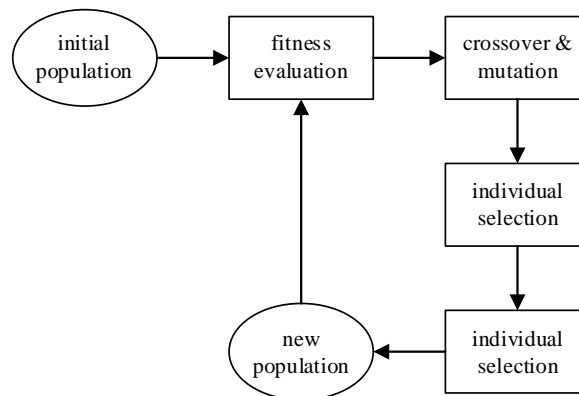 initial
population
fitness
evaluation
crossover &
mutation
individual
selection
new
population
individual
selection